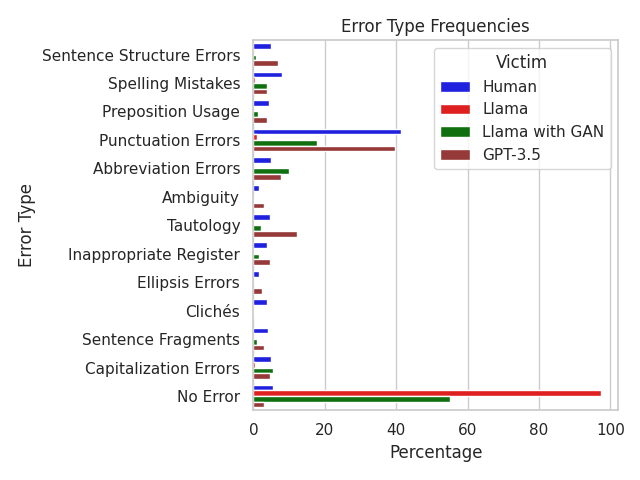 Error Type Frequencies
Error Type
Sentence Structure Errors
Spelling Mistakes
Preposition Usage
Punctuation Errors
Abbreviation Errors
Ambiguity
Tautology
Inappropriate Register
Ellipsis Errors
Clichés
Sentence Fragments
Capitalization Errors
No Error
Victim
Human
Llama
Llama with GAN
GPT-3.5
0 20 40 60 80 100
Percentage